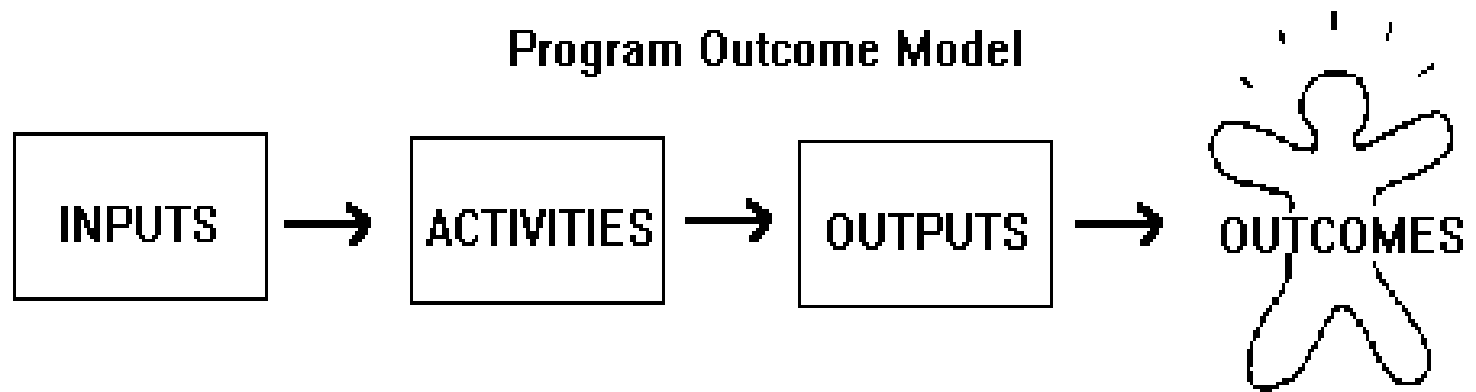 Program Outcome Model
INPUTS
ACTIVITIES
OUTPUTS
OUTCOMES